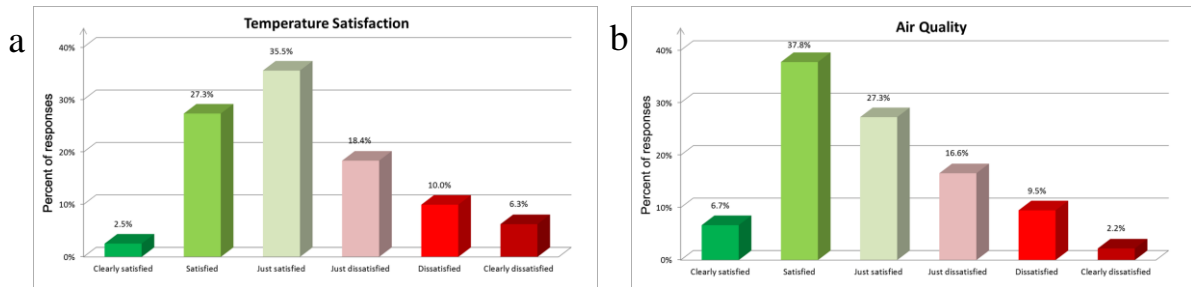 a
Temperature Satisfaction
Percent of responses
40%
30%
20%
10%
0%
2.5%
27.3%
35.5%
18.4%
10.0%
6.3%
Clearly satisfied
Satisfied
Just satisfied
Just dissatisfied
Dissatisfied
Clearly dissatisfied
b
Air Quality
Percent of responses
40%
30%
20%
10%
0%
6.7%
37.8%
27.3%
16.6%
9.5%
2.2%
Clearly satisfied
Satisfied
Just satisfied
Just dissatisfied
Dissatisfied
Clearly dissatisfied